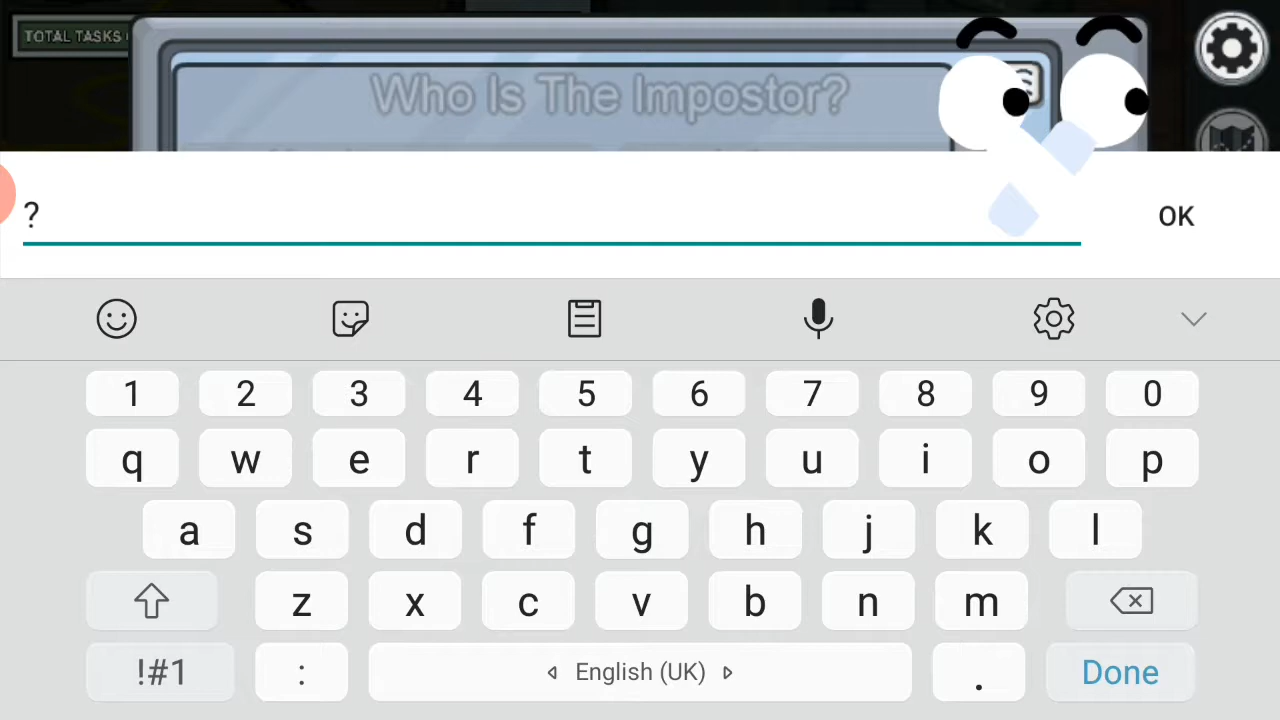 TOTAL TASKS
Who Is The Impostor?
?
OK
1 2 3 4 5 6 7 8 9 0
q w e r t y u i o p
a s d f g h j k l
z x c v b n m
!#1 : English (UK) . Done